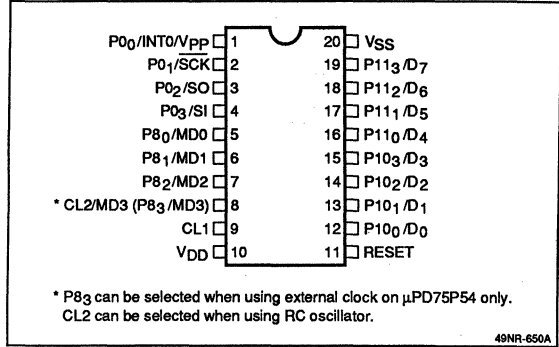 P0₀/INT0/VPP 1 20 VSS
P0₁/SCK 2 19 P11₃/D₇
P0₂/SO 3 18 P11₂/D₆
P0₃/SI 4 17 P11₁/D₅
P8₀/MD0 5 16 P11₀/D₄
P8₁/MD1 6 15 P10₃/D₃
P8₂/MD2 7 14 P10₂/D₂
* CL2/MD3 (P8₃/MD3) 8 13 P10₁/D₁
CL1 9 12 P10₀/D₀
VDD 10 11 RESET
* P8₃ can be selected when using external clock on µPD75P54 only.
CL2 can be selected when using RC oscillator.
49NR-650A